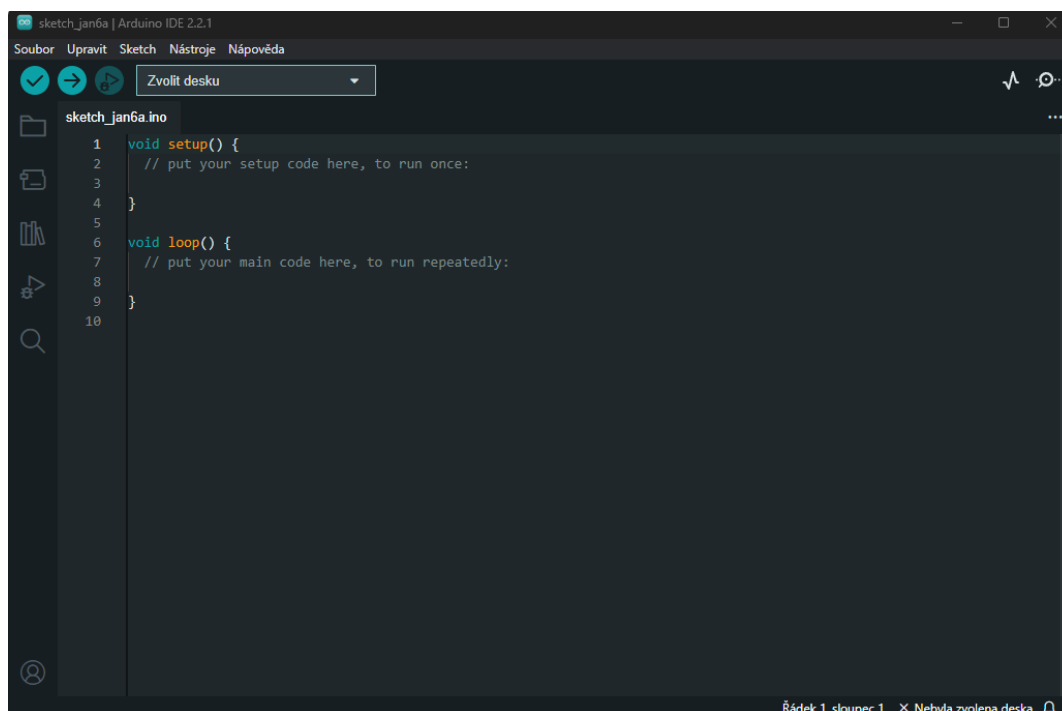 sketch_jan6a | Arduino IDE 2.2.1
Soubor Upravit Sketch Nástroje Nápověda
Zvolit desku
sketch_jan6a.ino
1 void setup() {
2 // put your setup code here, to run once:
3
4 }
5
6 void loop() {
7 // put your main code here, to run repeatedly:
8
9 }
10
Řádek 1, sloupec 1 × Nebyla zvolena deska